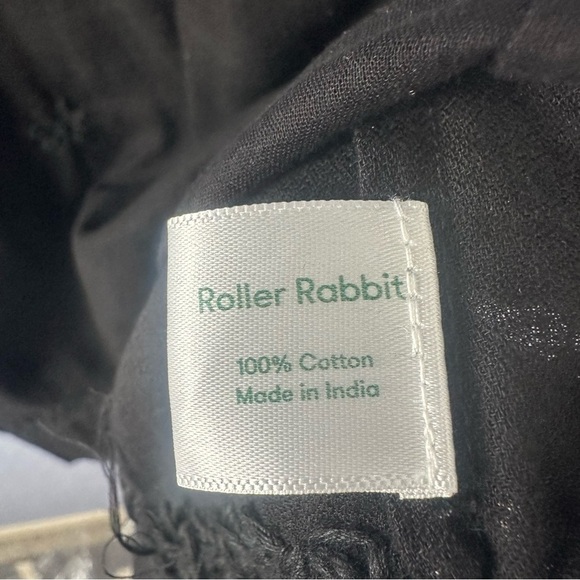 Roller Rabbit
100% Cotton
Made in India